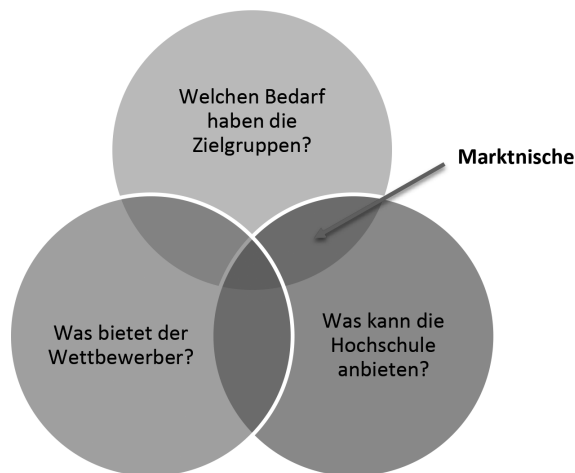 Welchen Bedarf
haben die
Zielgruppen?
Marktnische
Was bietet der
Wettbewerber?
Was kann die
Hochschule
anbieten?